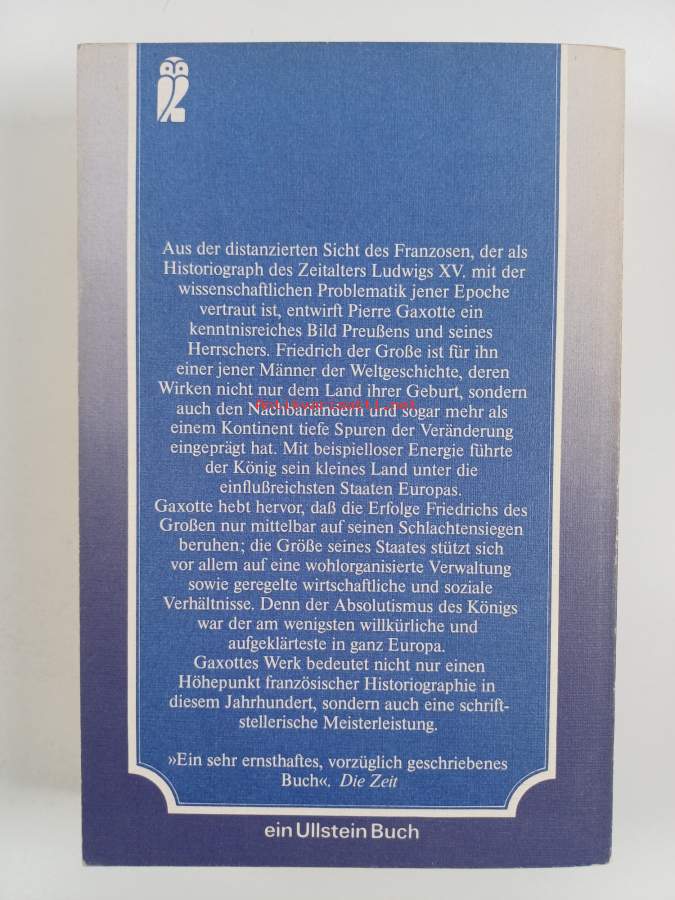 Aus der distanzierten Sicht des Franzosen, der als
Historiograph des Zeitalters Ludwigs XV. mit der
wissenschaftlichen Problematik jener Epoche
vertraut ist, entwirft Pierre Gaxotte ein
kenntnisreiches Bild Preußens und seines
Herrschers. Friedrich der Große ist für ihn
einer jener Männer der Weltgeschichte, deren
Wirken nicht nur dem Land ihrer Geburt, sondern
auch den Nachbarländern und sogar mehr als
einem Kontinent tiefe Spuren der Veränderung
eingeprägt hat. Mit beispielloser Energie führte
der König sein kleines Land unter die
einflußreichsten Staaten Europas.
Gaxotte hebt hervor, daß die Erfolge Friedrichs des
Großen nur mittelbar auf seinen Schlachtensiegen
beruhen; die Größe seines Staates stützt sich
vor allem auf eine wohlorganisierte Verwaltung
sowie geregelte wirtschaftliche und soziale
Verhältnisse. Denn der Absolutismus des Königs
war der am wenigsten willkürliche und
aufgeklärteste in ganz Europa.
Gaxottes Werk bedeutet nicht nur einen
Höhepunkt französischer Historiographie in
diesem Jahrhundert, sondern auch eine schrift-
stellerische Meisterleistung.
»Ein sehr ernsthaftes, vorzüglich geschriebenes
Buch«. Die Zeit
ein Ullstein Buch